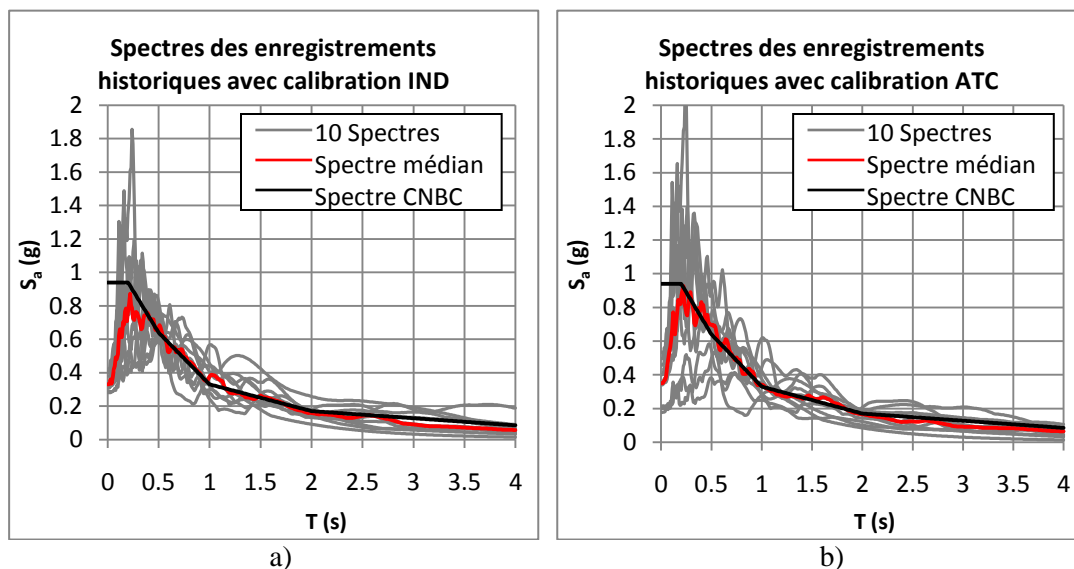 Spectres des enregistrements
historiques avec calibration IND
2
1.8
1.6
1.4
1.2
1
0.8
0.6
0.4
0.2
0
Sa (g)
10 Spectres
Spectre médian
Spectre CNBC
0 0.5 1 1.5 2 2.5 3 3.5 4
T (s)
a)
Spectres des enregistrements
historiques avec calibration ATC
2
1.8
1.6
1.4
1.2
1
0.8
0.6
0.4
0.2
0
Sa (g)
10 Spectres
Spectre médian
Spectre CNBC
0 0.5 1 1.5 2 2.5 3 3.5 4
T (s)
b)